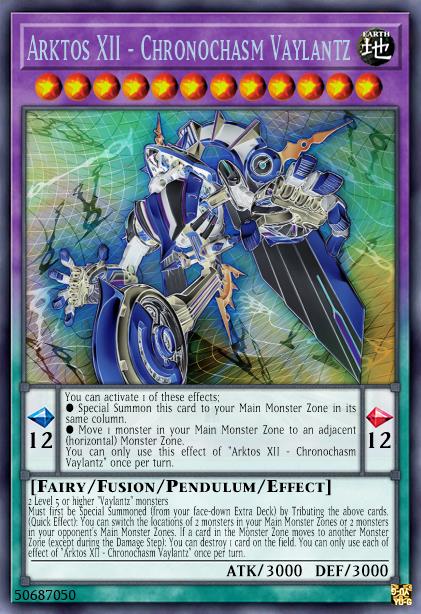 ARKTOS XII - CHRONOCHASM VAYLANTZ
EARTH
地
You can activate 1 of these effects;
● Special Summon this card to your Main Monster Zone in its
same column.
● Move 1 monster in your Main Monster Zone to an adjacent
(horizontal) Monster Zone.
You can only use this effect of "Arktos XII - Chronochasm
Vaylantz" once per turn.
12
12
[FAIRY/FUSION/PENDULUM/EFFECT]
2 Level 5 or higher "Vaylantz" monsters
Must first be Special Summoned (from your face-down Extra Deck) by Tributing the above cards.
(Quick Effect): You can switch the locations of 2 monsters in your Main Monster Zones or 2 monsters
in your opponent's Main Monster Zones. If a card in the Monster Zone moves to another Monster
Zone (except during the Damage Step): You can destroy 1 card on the field. You can only use each of
effect of "Arktos XII - Chronochasm Vaylantz" once per turn.
ATK/3000 DEF/3000
50687050